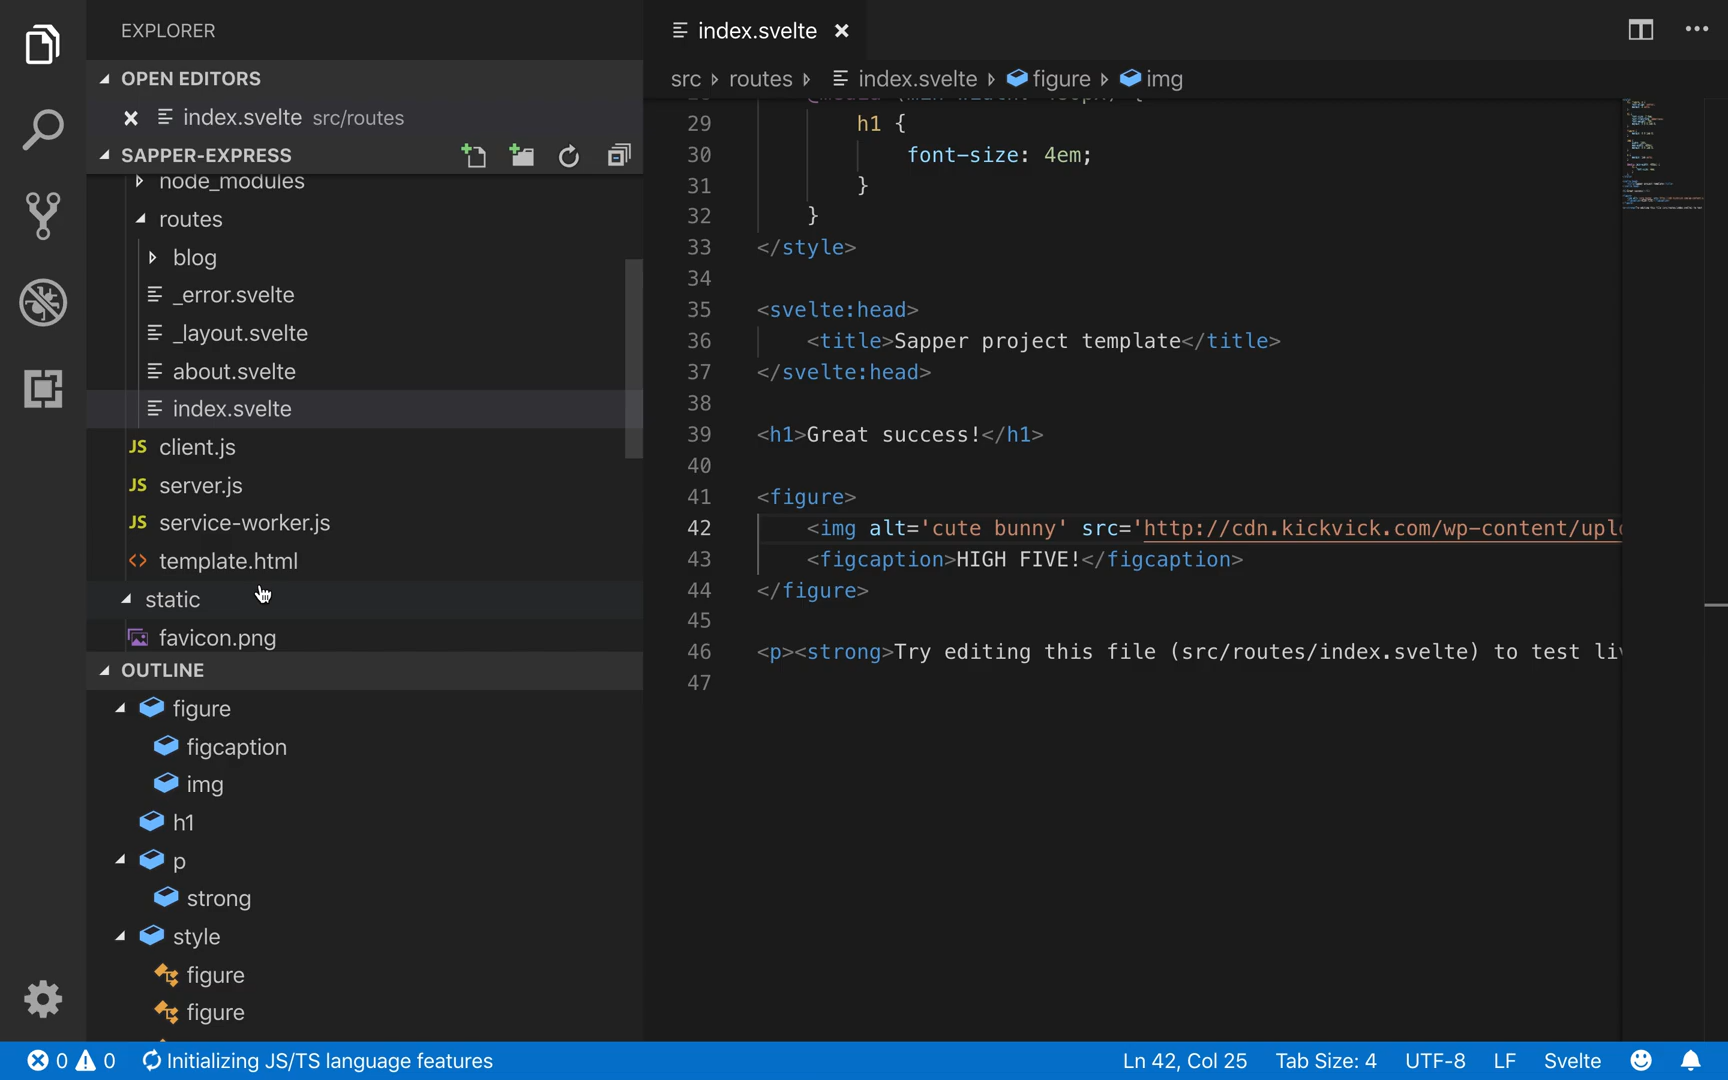 EXPLORER
OPEN EDITORS
index.svelte src/routes
SAPPER-EXPRESS
node_modules
routes
blog
_error.svelte
_layout.svelte
about.svelte
index.svelte
JS client.js
JS server.js
JS service-worker.js
<> template.html
static
favicon.png
OUTLINE
figure
figcaption
img
h1
p
strong
style
figure
figure
index.svelte
src routes index.svelte figure img
29 h1 {
30 font-size: 4em;
31 }
32 }
33 </style>
34
35 <svelte:head>
36 <title>Sapper project template</title>
37 </svelte:head>
38
39 <h1>Great success!</h1>
40
41 <figure>
42 <img alt='cute bunny' src='http://cdn.kickvick.com/wp-content/uplo
43 <figcaption>HIGH FIVE!</figcaption>
44 </figure>
45
46 <p><strong>Try editing this file (src/routes/index.svelte) to test li
47
0 0 Initializing JS/TS language features Ln 42, Col 25 Tab Size: 4 UTF-8 LF Svelte